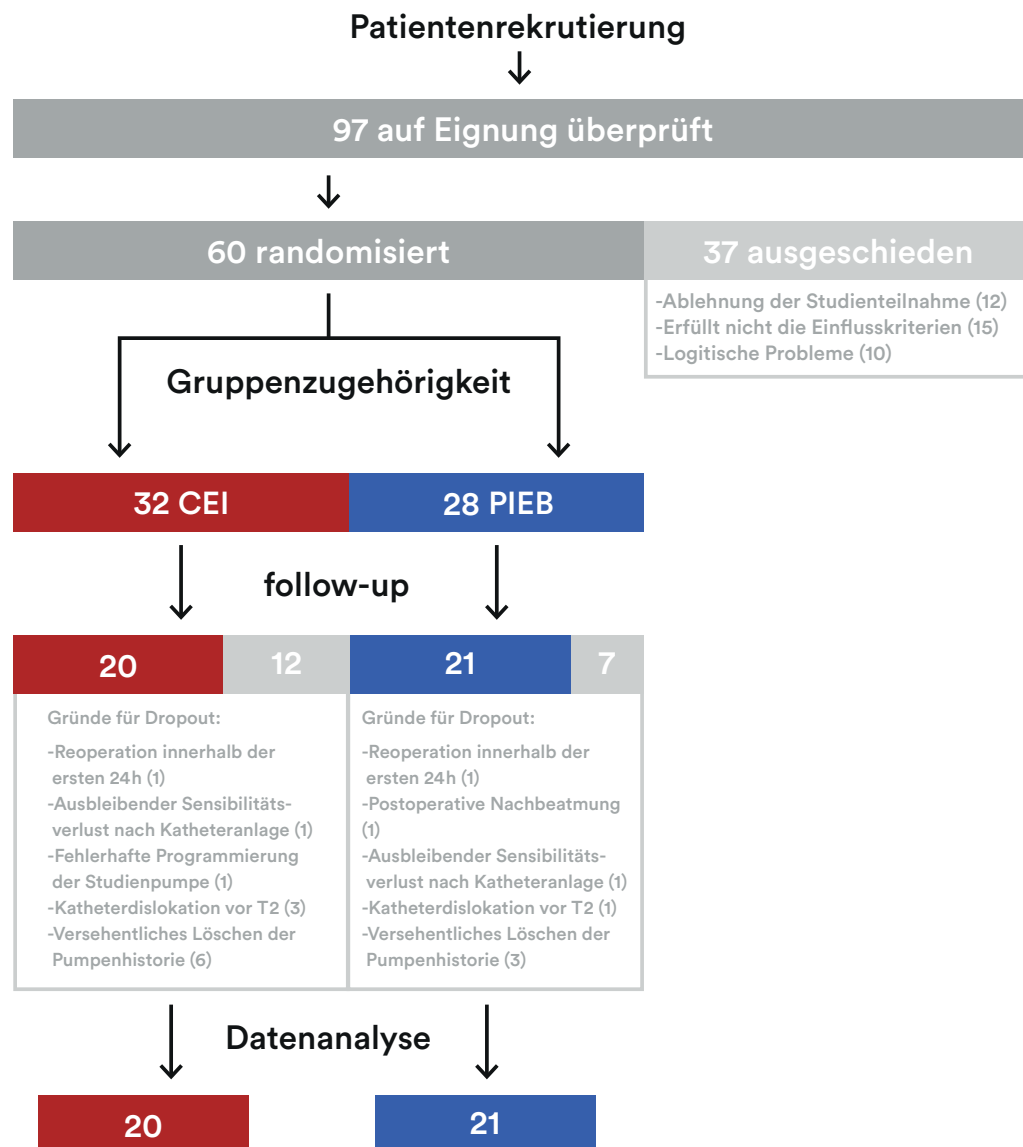 Patientenrekrutierung
97 auf Eignung überprüft
60 randomisiert
37 ausgeschieden
-Ablehnung der Studienteilnahme (12)
-Erfüllt nicht die Einflusskriterien (15)
-Logitische Probleme (10)
Gruppenzugehörigkeit
32 CEI
28 PIEB
follow-up
20
12
21
7
Gründe für Dropout:
-Reoperation innerhalb der
ersten 24h (1)
-Ausbleibender Sensibilitäts-
verlust nach Katheteranlage (1)
-Fehlerhafte Programmierung
der Studienpumpe (1)
-Katheterdislokation vor T2 (3)
-Versehentliches Löschen der
Pumpenhistorie (6)
Gründe für Dropout:
-Reoperation innerhalb der
ersten 24h (1)
-Postoperative Nachbeatmung
(1)
-Ausbleibender Sensibilitäts-
verlust nach Katheteranlage (1)
-Katheterdislokation vor T2 (1)
-Versehentliches Löschen der
Pumpenhistorie (3)
Datenanalyse
20
21